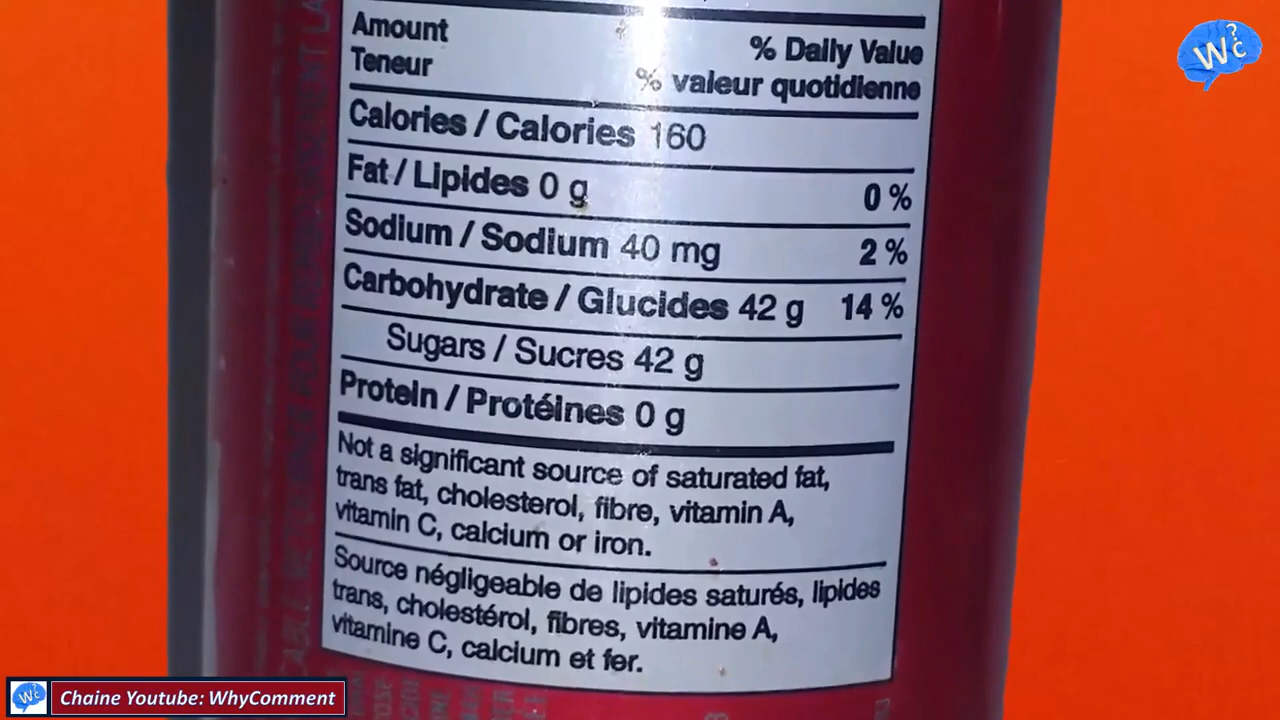 Amount
Teneur
% Daily Value
% valeur quotidienne
Calories / Calories 160
Fat / Lipides 0 g 0 %
Sodium / Sodium 40 mg 2 %
Carbohydrate / Glucides 42 g 14 %
Sugars / Sucres 42 g
Protein / Protéines 0 g
Not a significant source of saturated fat,
trans fat, cholesterol, fibre, vitamin A,
vitamin C, calcium or iron.
Source négligeable de lipides saturés, lipides
trans, cholestérol, fibres, vitamine A,
vitamine C, calcium et fer.
W?c
W?c Chaine Youtube: WhyComment